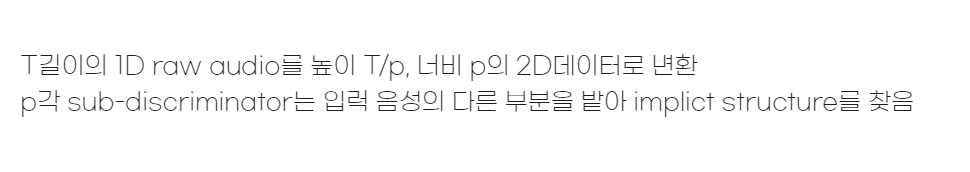 T길이의 1D raw audio를 높이 T/p, 너비 p의 2D데이터로 변환
p각 sub-discriminator는 입력 음성의 다른 부분을 받아 implict structure를 찾음